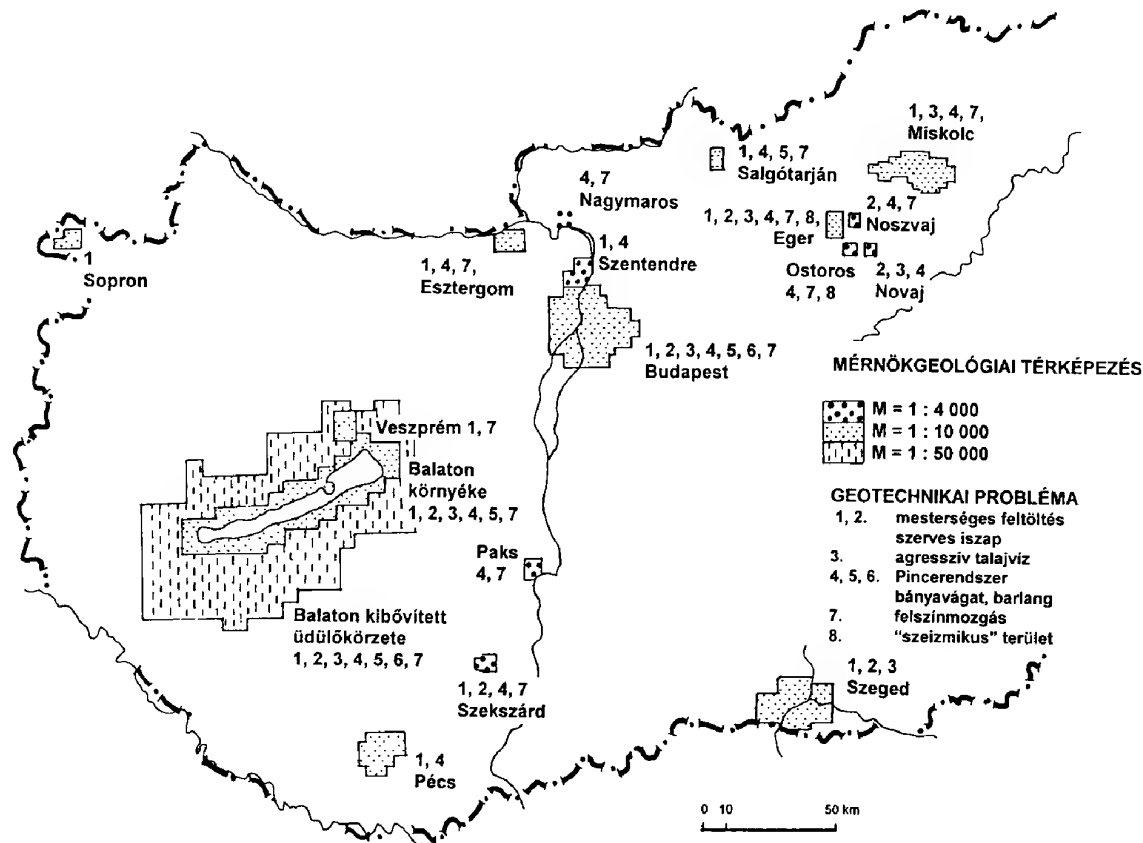 1, 3, 4, 7,
Miskolc
1, 4, 5, 7
Salgótarján
4, 7
Nagymaros
2, 4, 7
Noszvaj
1, 2, 3, 4, 7, 8,
Eger
1
Sopron
1, 4, 7,
Esztergom
1, 4
Szentendre
Ostoros
4, 7, 8
2, 3, 4
Novaj
1, 2, 3, 4, 5, 6, 7
Budapest
MÉRNÖKGEOLÓGIAI TÉRKÉPEZÉS
M = 1 : 4 000
M = 1 : 10 000
M = 1 : 50 000
Veszprém 1, 7
Balaton
környéke
1, 2, 3, 4, 5, 7
GEOTECHNIKAI PROBLÉMA
1, 2. mesterséges feltöltés
szerves iszap
3. agresszív talajvíz
4, 5, 6. Pincerendszer
bányavágat, barlang
7. felszínmozgás
8. "szeizmikus" terület
Paks
4, 7
Balaton kibővített
üdülőkörzete
1, 2, 3, 4, 5, 6, 7
1, 2, 4, 7
Szekszárd
1, 2, 3
Szeged
1, 4
Pécs
0 10 50 km